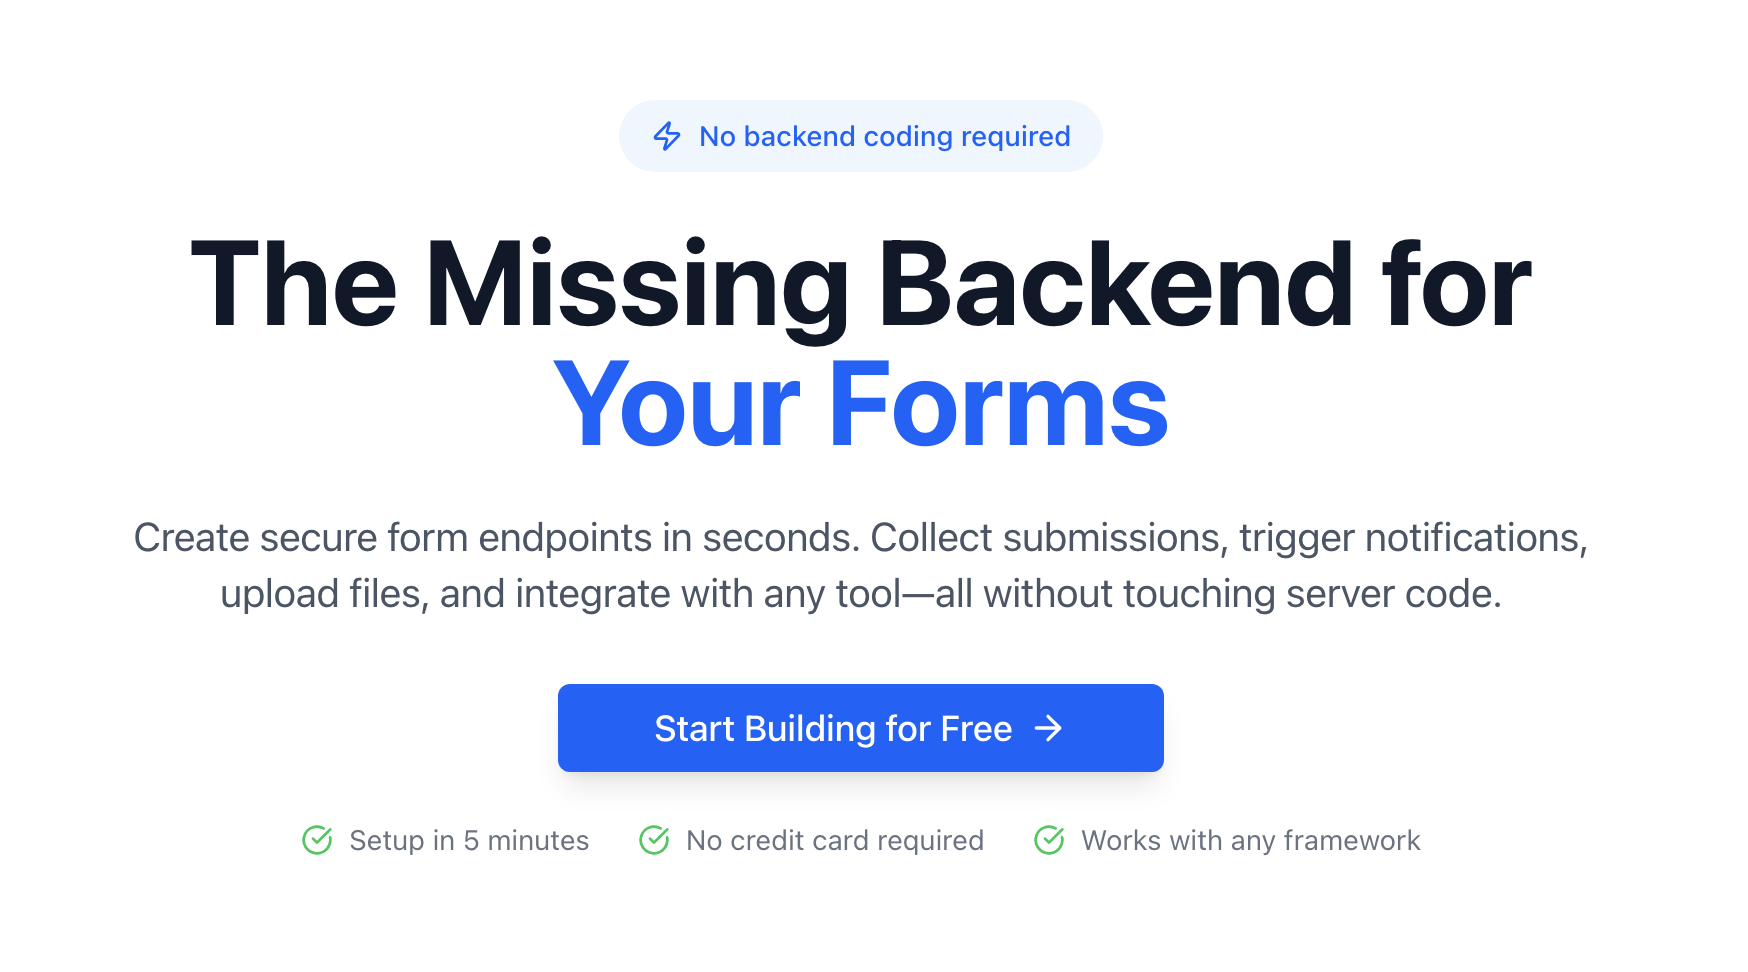 No backend coding required
The Missing Backend for
Your Forms
Create secure form endpoints in seconds. Collect submissions, trigger notifications,
upload files, and integrate with any tool—all without touching server code.
Start Building for Free
Setup in 5 minutes
No credit card required
Works with any framework